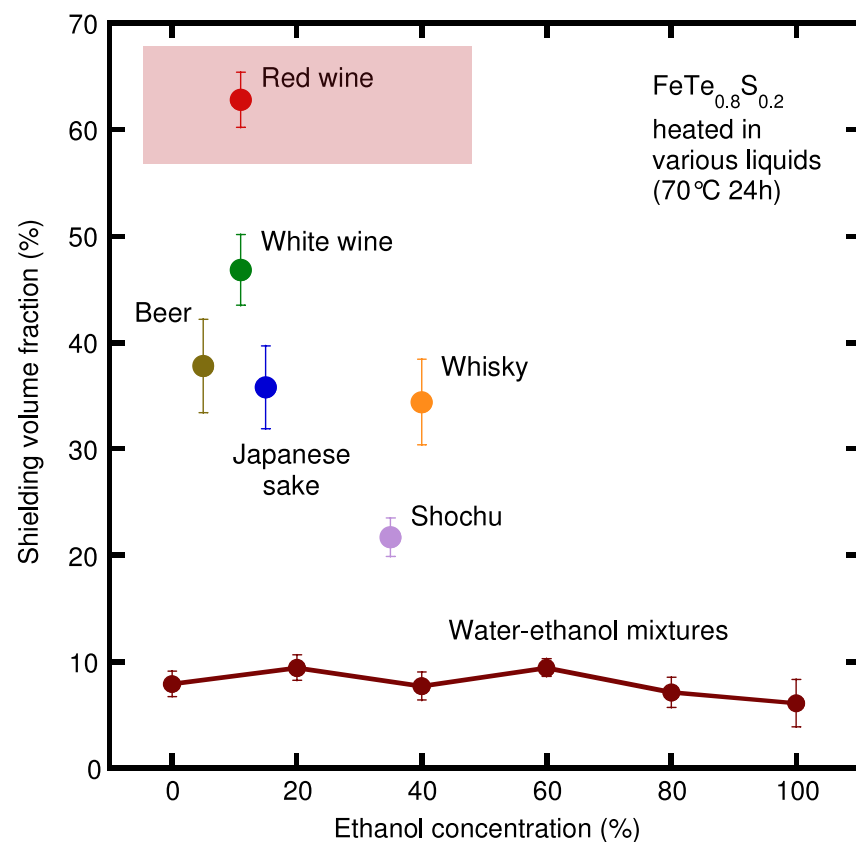 70
60
50
40
30
20
10
0
Shielding volume fraction (%)
Red wine
FeTe0.8S0.2
heated in
various liquids
(70°C 24h)
White wine
Beer
Whisky
Japanese
sake
Shochu
Water-ethanol mixtures
0 20 40 60 80 100
Ethanol concentration (%)